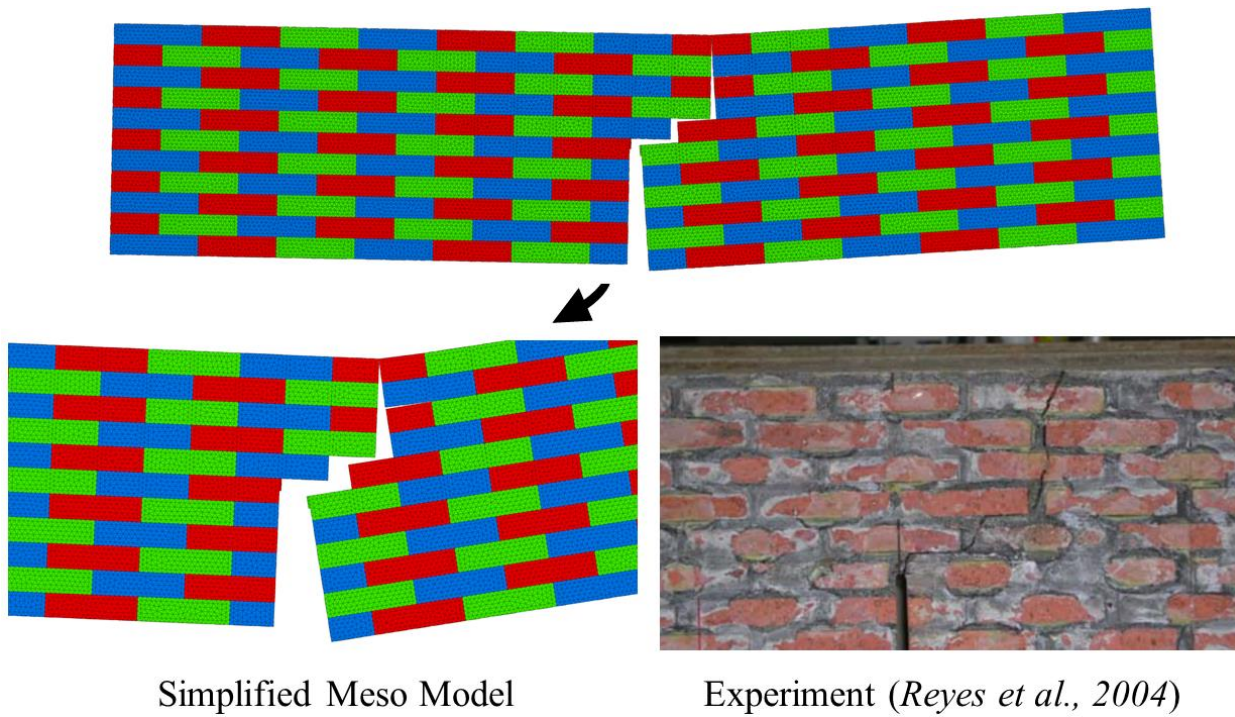 Simplified Meso Model
Experiment (Reyes et al., 2004)